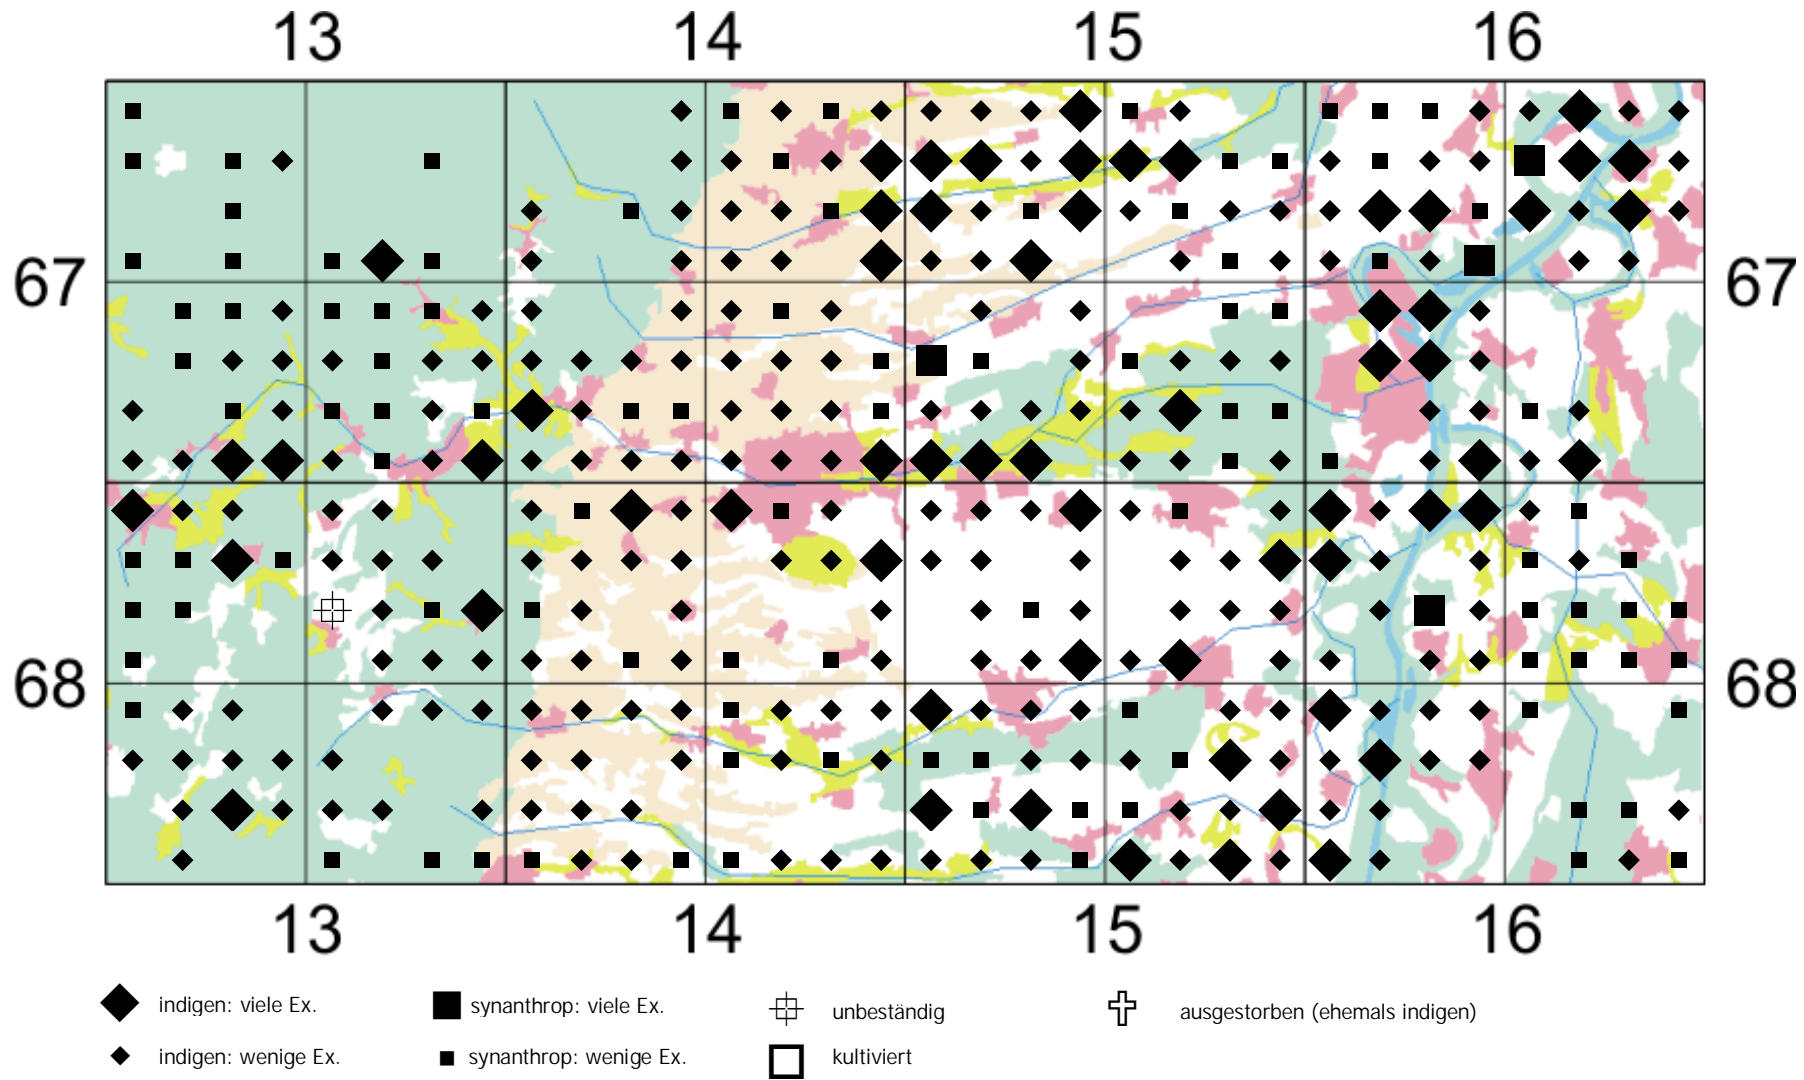 13 14 15 16
67 67
68 68
13 14 15 16
indigen: viele Ex. synanthrop: viele Ex. unbeständig ausgestorben (ehemals indigen)
indigen: wenige Ex. synanthrop: wenige Ex. kultiviert